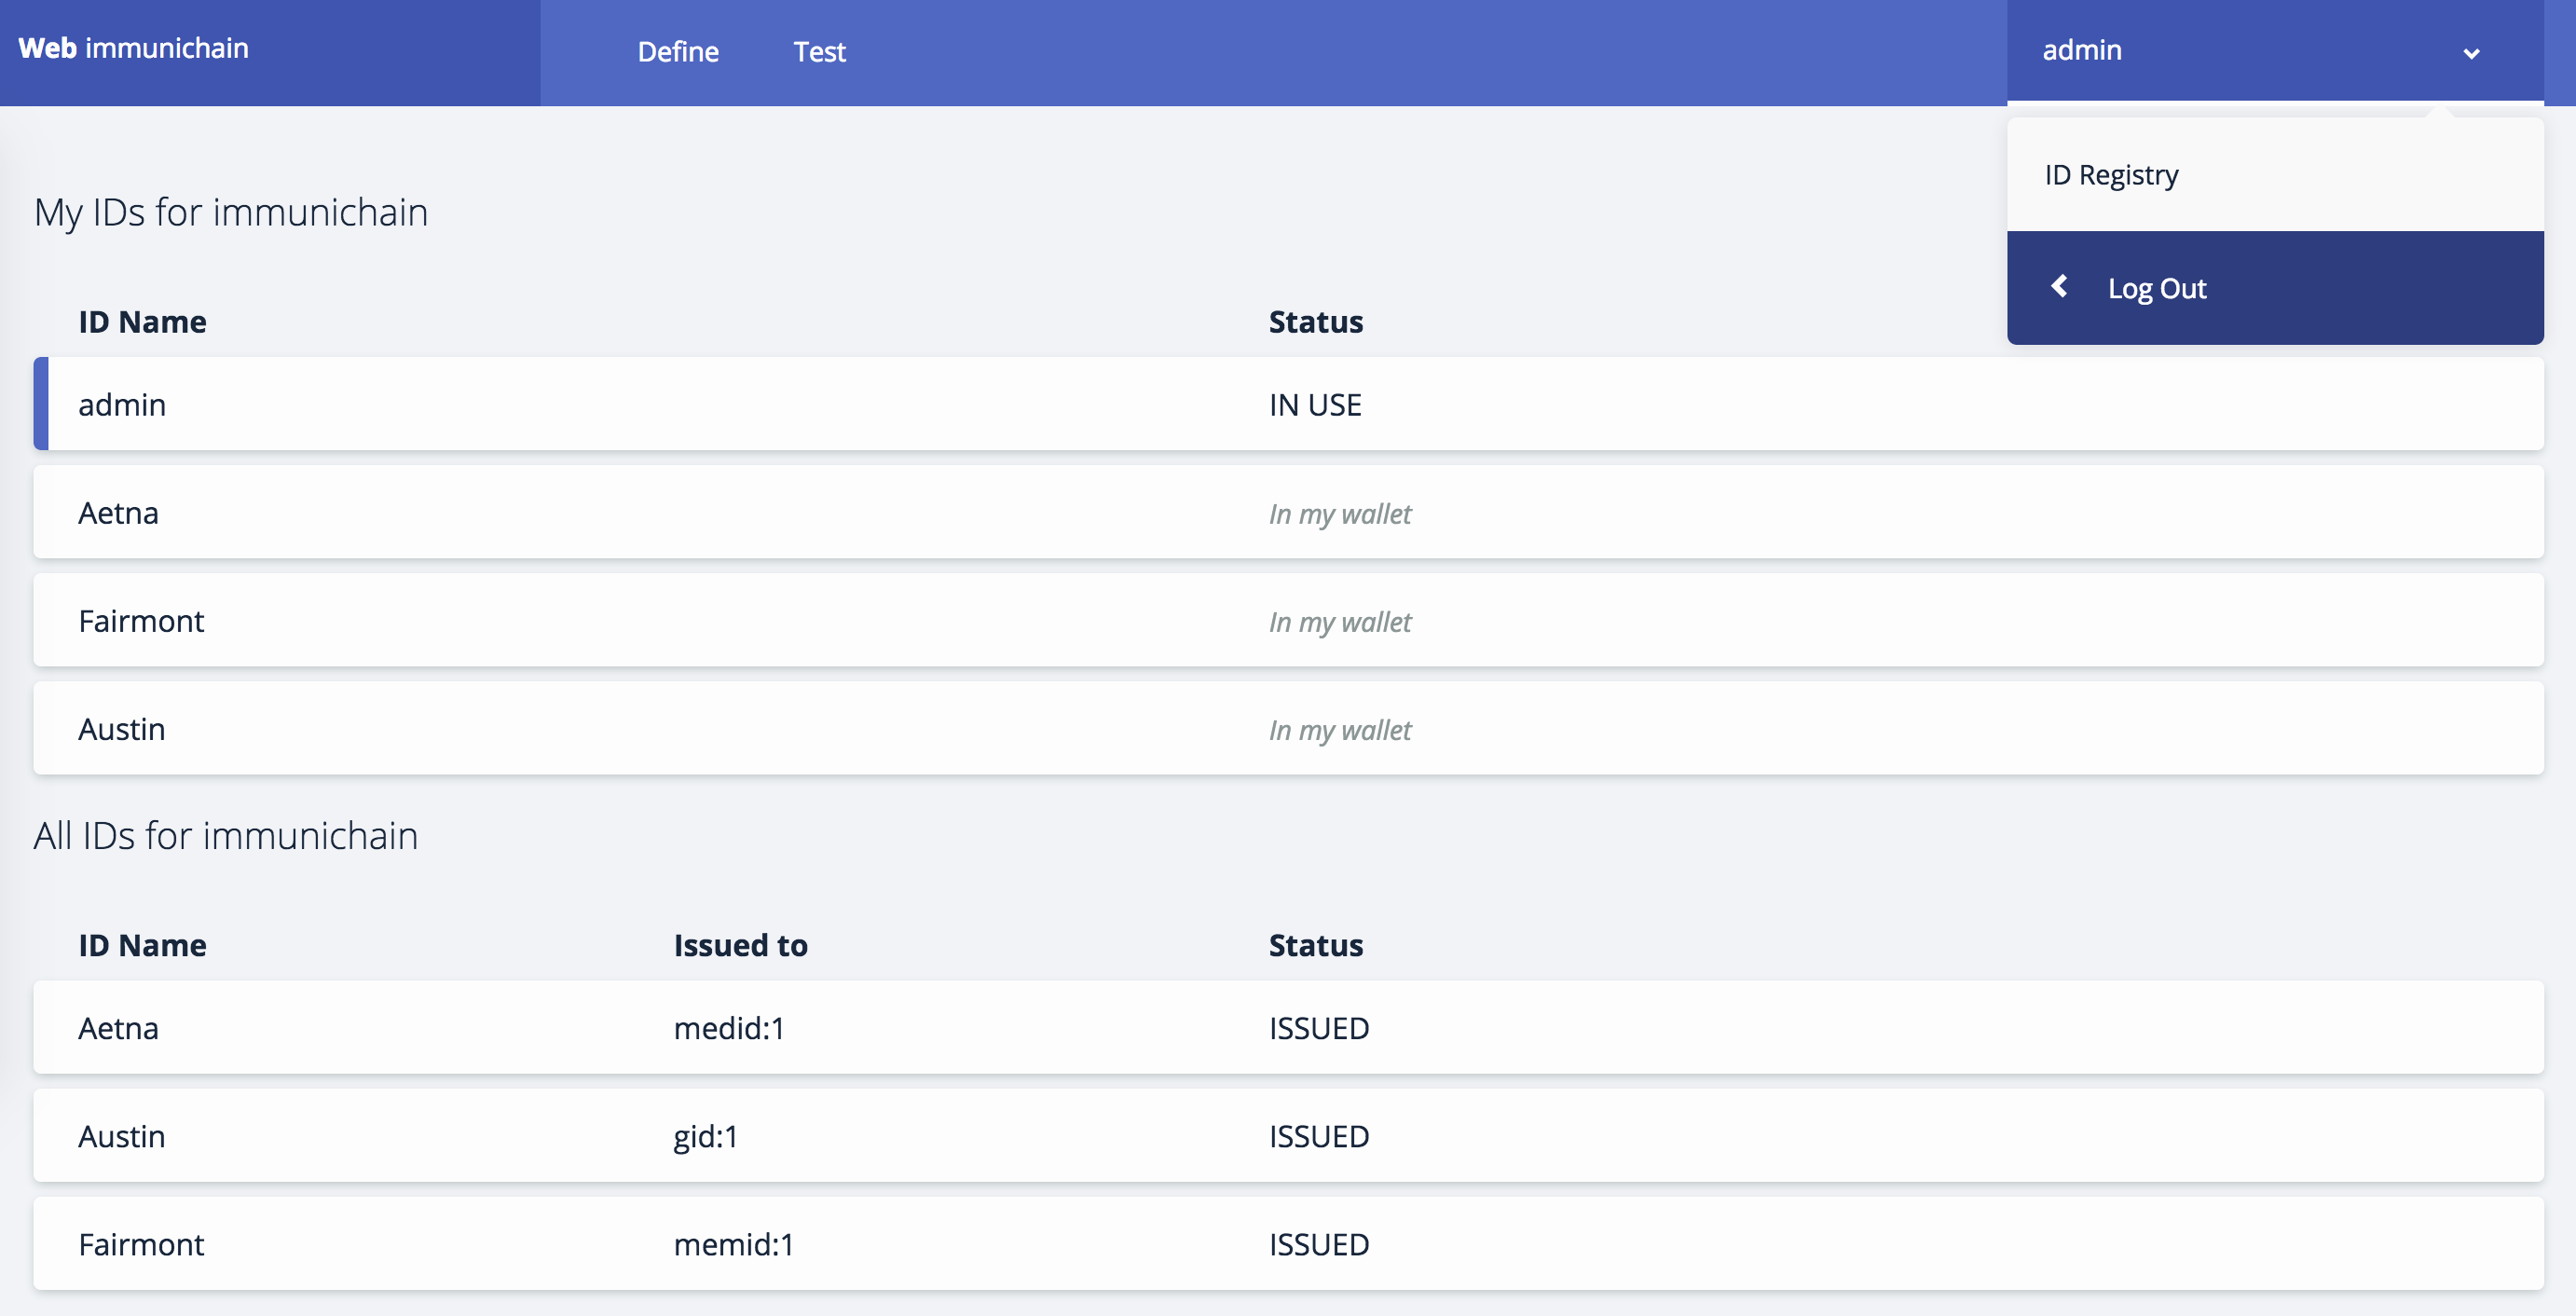 Web immunichain
Define
Test
admin
ID Registry
Log Out
My IDs for immunichain
ID Name
Status
admin
IN USE
Aetna
In my wallet
Fairmont
In my wallet
Austin
In my wallet
All IDs for immunichain
ID Name
Issued to
Status
Aetna
medid:1
ISSUED
Austin
gid:1
ISSUED
Fairmont
memid:1
ISSUED